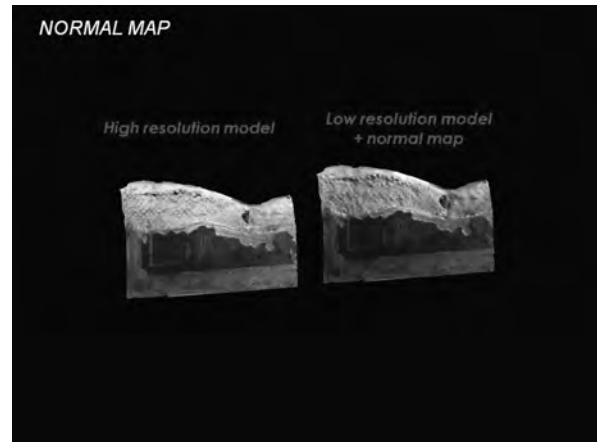 NORMAL MAP
High resolution model
Low resolution model
+ normal map